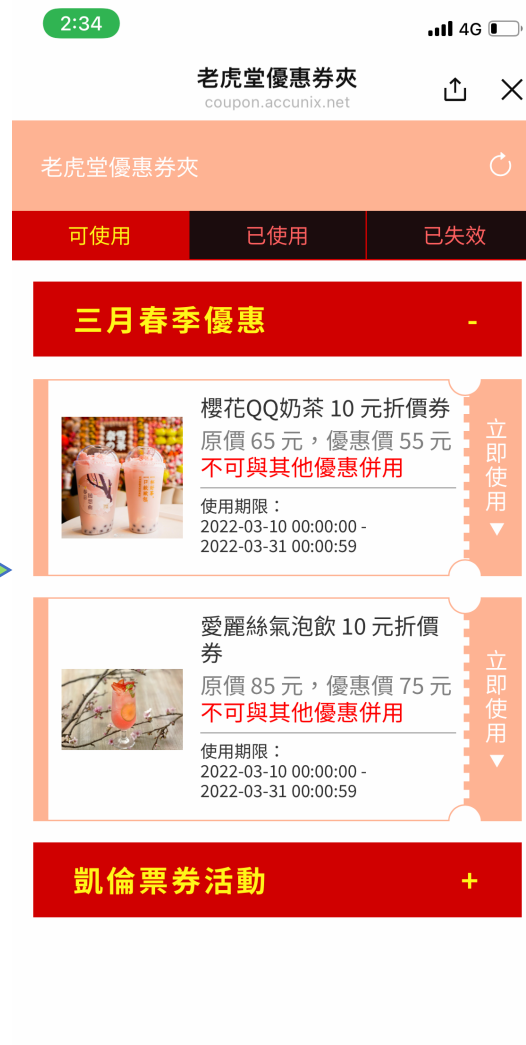 2:34
4G
老虎堂優惠券夾
coupon.accunix.net
老虎堂優惠券夾
可使用
已使用
已失效
三月春季優惠
-
櫻花QQ奶茶 10 元折價券
原價 65 元，優惠價 55 元
不可與其他優惠併用
使用期限：
2022-03-10 00:00:00 -
2022-03-31 00:00:59
立即使用▼
愛麗絲氣泡飲 10 元折價
券
原價 85 元，優惠價 75 元
不可與其他優惠併用
使用期限：
2022-03-10 00:00:00 -
2022-03-31 00:00:59
立即使用▼
凱倫票券活動
+